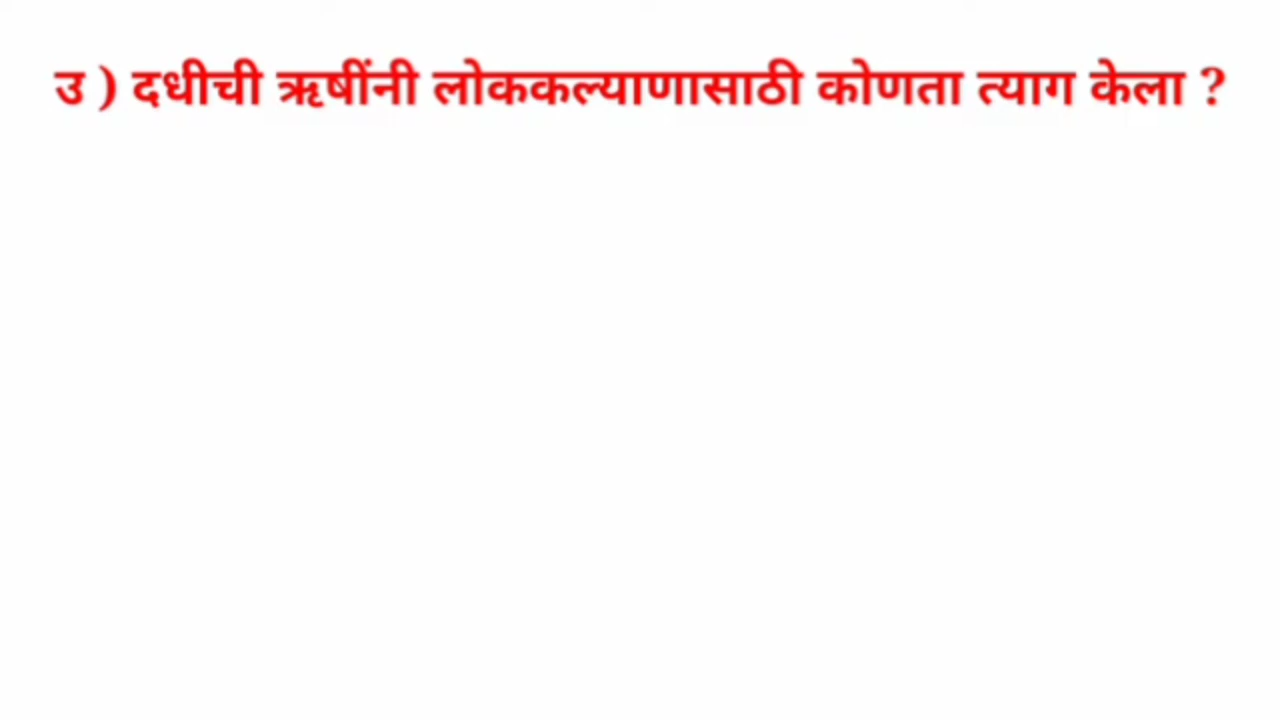 उ ) दधीची ऋषींनी लोककल्याणासाठी कोणता त्याग केला ?